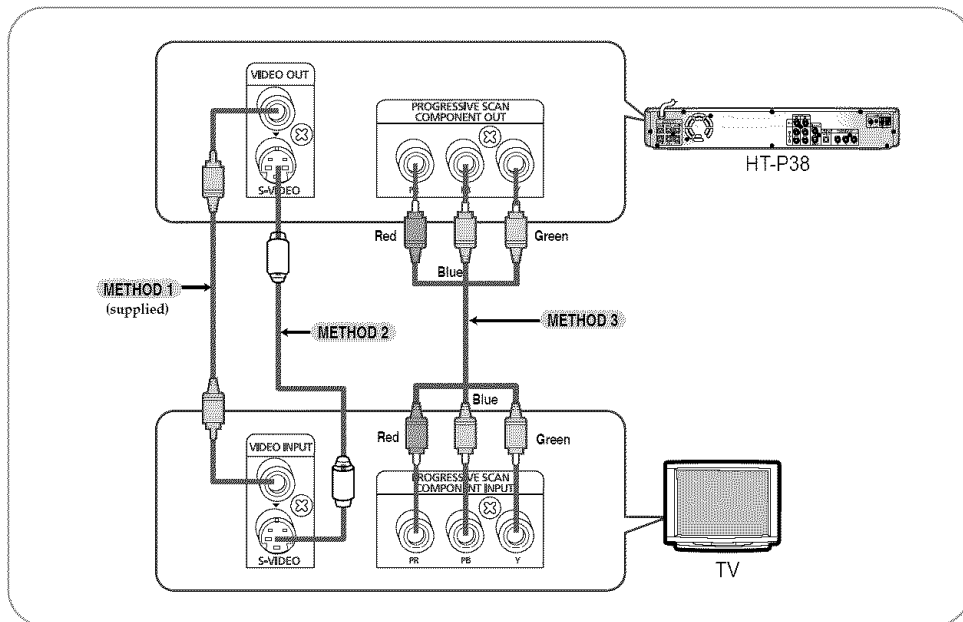 VIDEO OUT
S-VIDEO
PROGRESSIVE SCAN
COMPONENT OUT
HT-P38
Red
Blue
Green
METHOD 1
(supplied)
METHOD 2
METHOD 3
Blue
Red
Green
VIDEO INPUT
S-VIDEO
PROGRESSIVE SCAN
COMPONENT INPUT
PR
PB
Y
TV